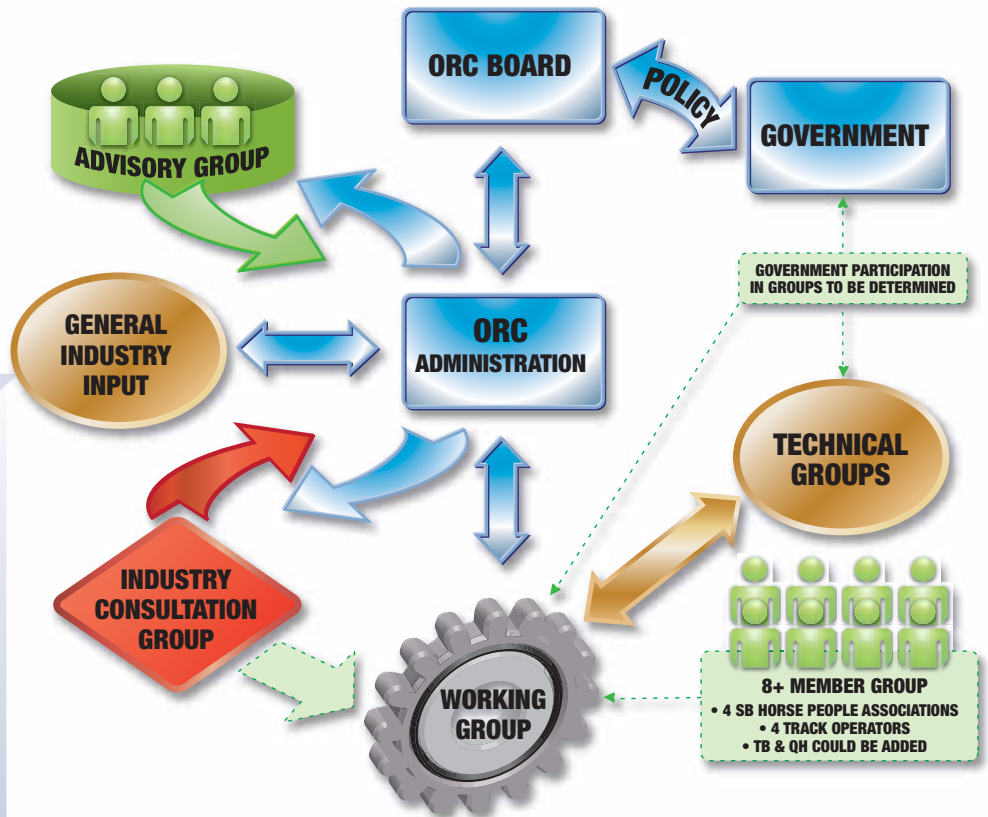 ORC BOARD
POLICY
GOVERNMENT
ADVISORY GROUP
GOVERNMENT PARTICIPATION
IN GROUPS TO BE DETERMINED
GENERAL
INDUSTRY
INPUT
ORC
ADMINISTRATION
TECHNICAL
GROUPS
INDUSTRY
CONSULTATION
GROUP
WORKING
GROUP
8+ MEMBER GROUP
• 4 SB HORSE PEOPLE ASSOCIATIONS
• 4 TRACK OPERATORS
• TB & QH COULD BE ADDED